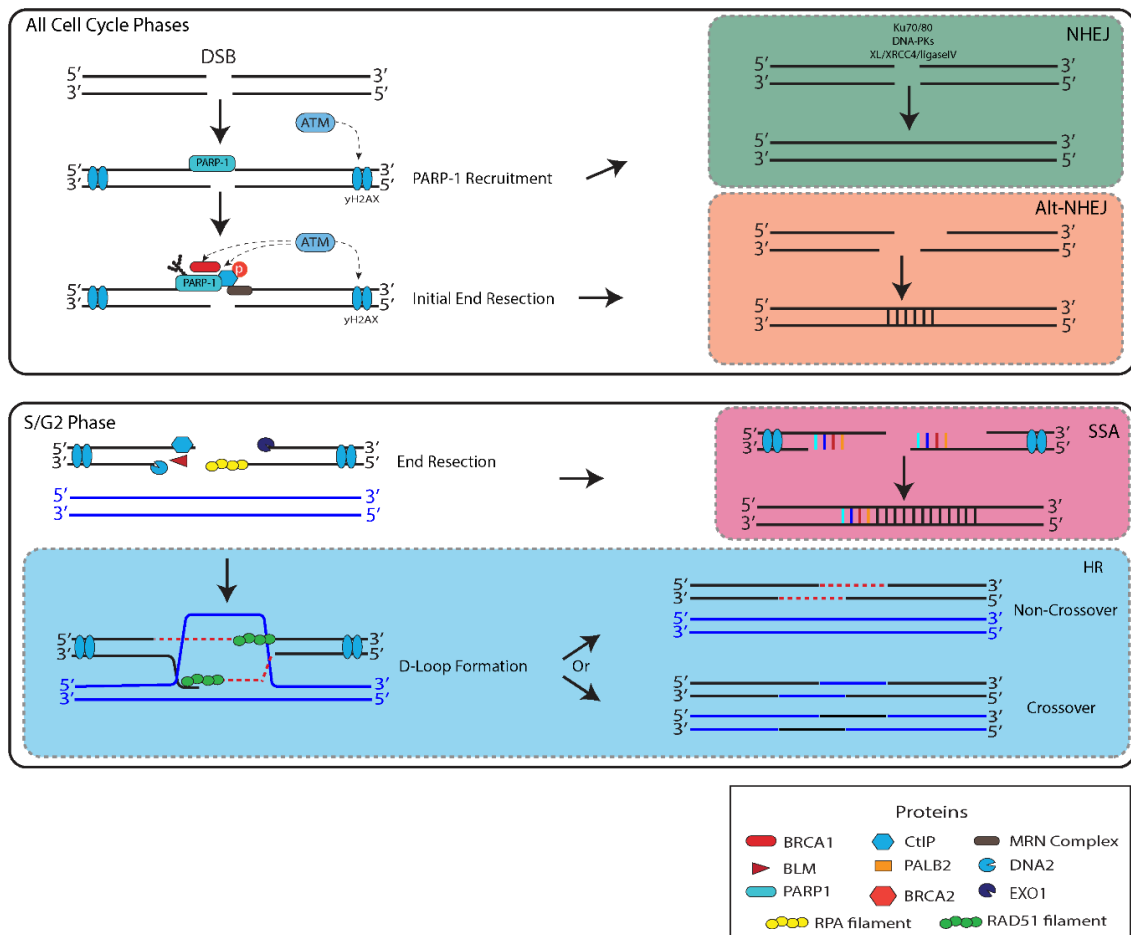 All Cell Cycle Phases
DSB
5′ 3′
3′ 5′
ATM
PARP-1
5′ 3′
3′ 5′
yH2AX
PARP-1 Recruitment
ATM
P
PARP-1
5′ 3′
3′ 5′
yH2AX
Initial End Resection
NHEJ
Ku70/80
DNA-PKs
XL/XRCC4/ligaseIV
5′ 3′
3′ 5′
5′ 3′
3′ 5′
Alt-NHEJ
5′ 3′
3′ 5′
5′ 3′
3′ 5′
S/G2 Phase
5′ 3′
3′ 5′
End Resection
5′ 3′
3′ 5′
SSA
5′ 3′
3′ 5′
5′ 3′
3′ 5′
HR
5′ 3′
3′ 5′
5′ 3′
3′ 5′
D-Loop Formation
Or
5′ 3′
3′ 5′
Non-Crossover
5′ 3′
3′ 5′
5′ 3′
3′ 5′
Crossover
5′ 3′
3′ 5′
Proteins
BRCA1 CtIP MRN Complex
BLM PALB2 DNA2
PARP1 BRCA2 EXO1
RPA filament RAD51 filament